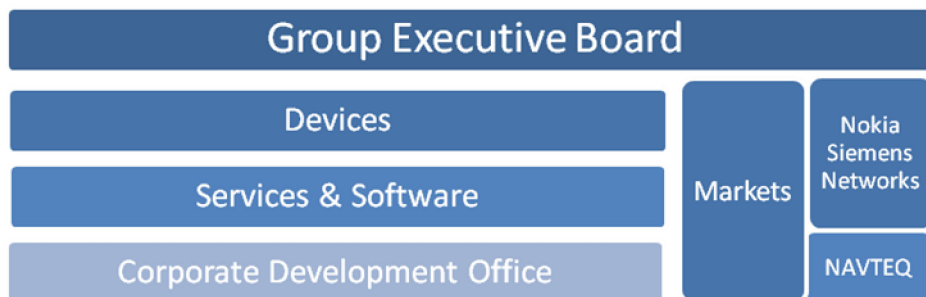 Group Executive Board
Devices
Services & Software
Corporate Development Office
Markets
Nokia
Siemens
Networks
NAVTEQ